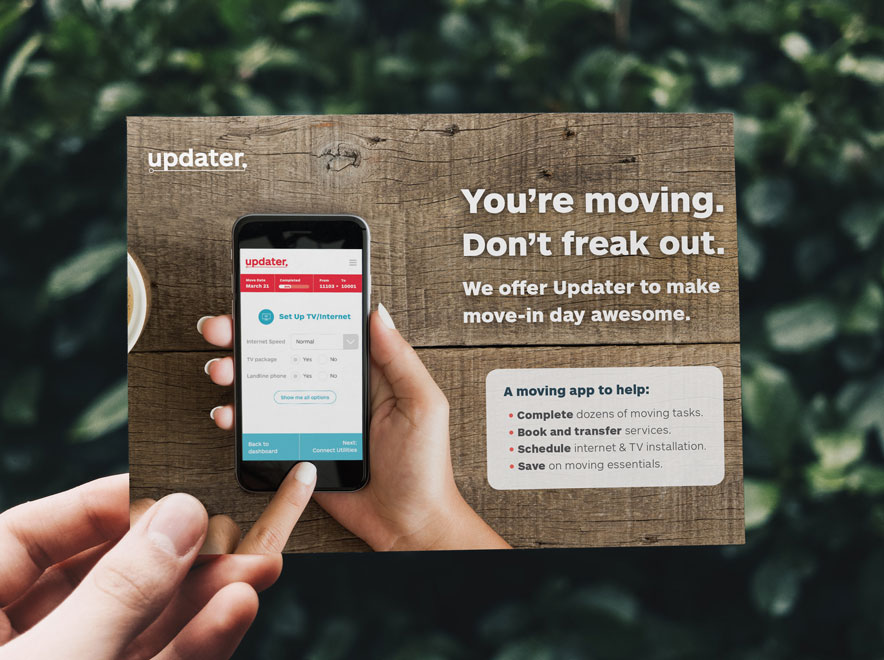 updater,
You're moving.
Don't freak out.
We offer Updater to make
move-in day awesome.
updater,
Move Date
March 21
Completed
From To
11103 > 10001
Set Up TV/Internet
Internet Speed Normal
TV package Yes No
Landline phone Yes No
Show me all options
Back to
dashboard
Next:
Connect Utilities
A moving app to help:
• Complete dozens of moving tasks.
• Book and transfer services.
• Schedule internet & TV installation.
• Save on moving essentials.